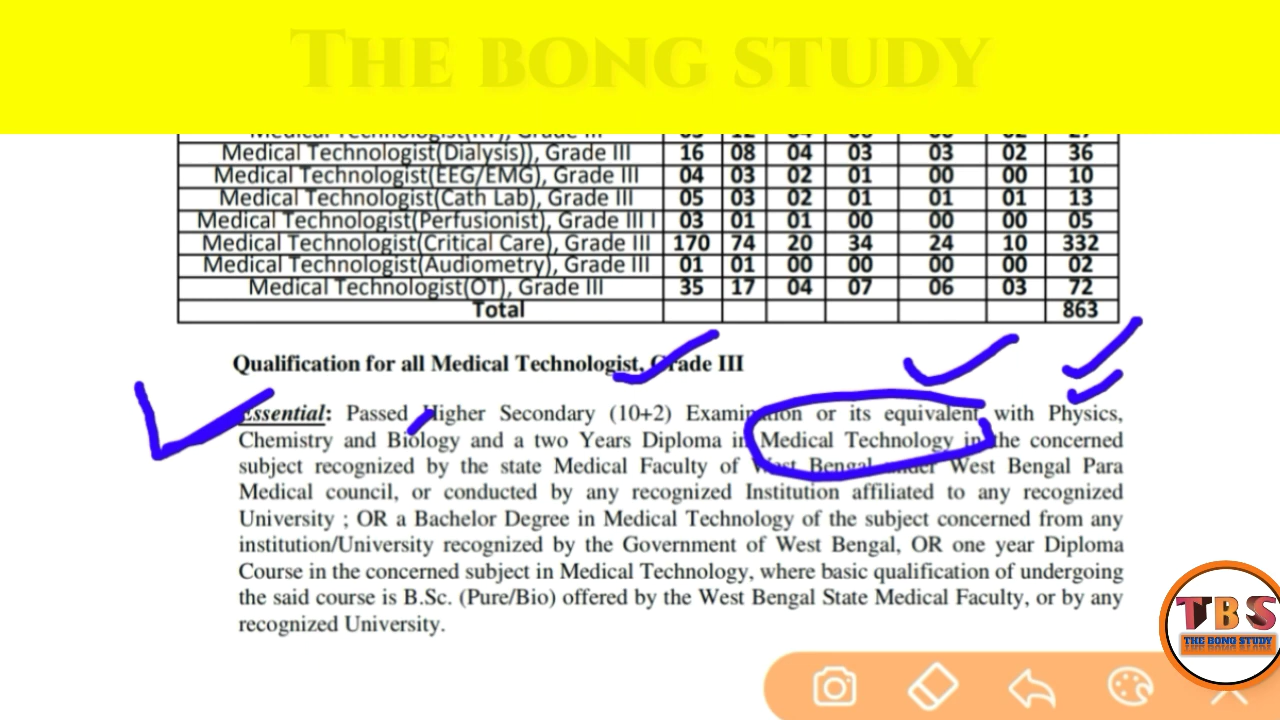 THE BONG STUDY
Medical Technologist(Dialysis)), Grade III 16 08 04 03 03 02 36
Medical Technologist(EEG/EMG), Grade III 04 03 02 01 00 00 10
Medical Technologist(Cath Lab), Grade III 05 03 02 01 01 01 13
Medical Technologist(Perfusionist), Grade III I 03 01 01 00 00 00 05
Medical Technologist(Critical Care), Grade III 170 74 20 34 24 10 332
Medical Technologist(Audiometry), Grade III 01 01 00 00 00 00 02
Medical Technologist(OT), Grade III 35 17 04 07 06 03 72
Total 863
Qualification for all Medical Technologist, Grade III
Essential: Passed Higher Secondary (10+2) Examination or its equivalent with Physics,
Chemistry and Biology and a two Years Diploma in Medical Technology in the concerned
subject recognized by the state Medical Faculty of West Bengal under West Bengal Para
Medical council, or conducted by any recognized Institution affiliated to any recognized
University ; OR a Bachelor Degree in Medical Technology of the subject concerned from any
institution/University recognized by the Government of West Bengal, OR one year Diploma
Course in the concerned subject in Medical Technology, where basic qualification of undergoing
the said course is B.Sc. (Pure/Bio) offered by the West Bengal State Medical Faculty, or by any
recognized University.
TBS
THE BONG STUDY